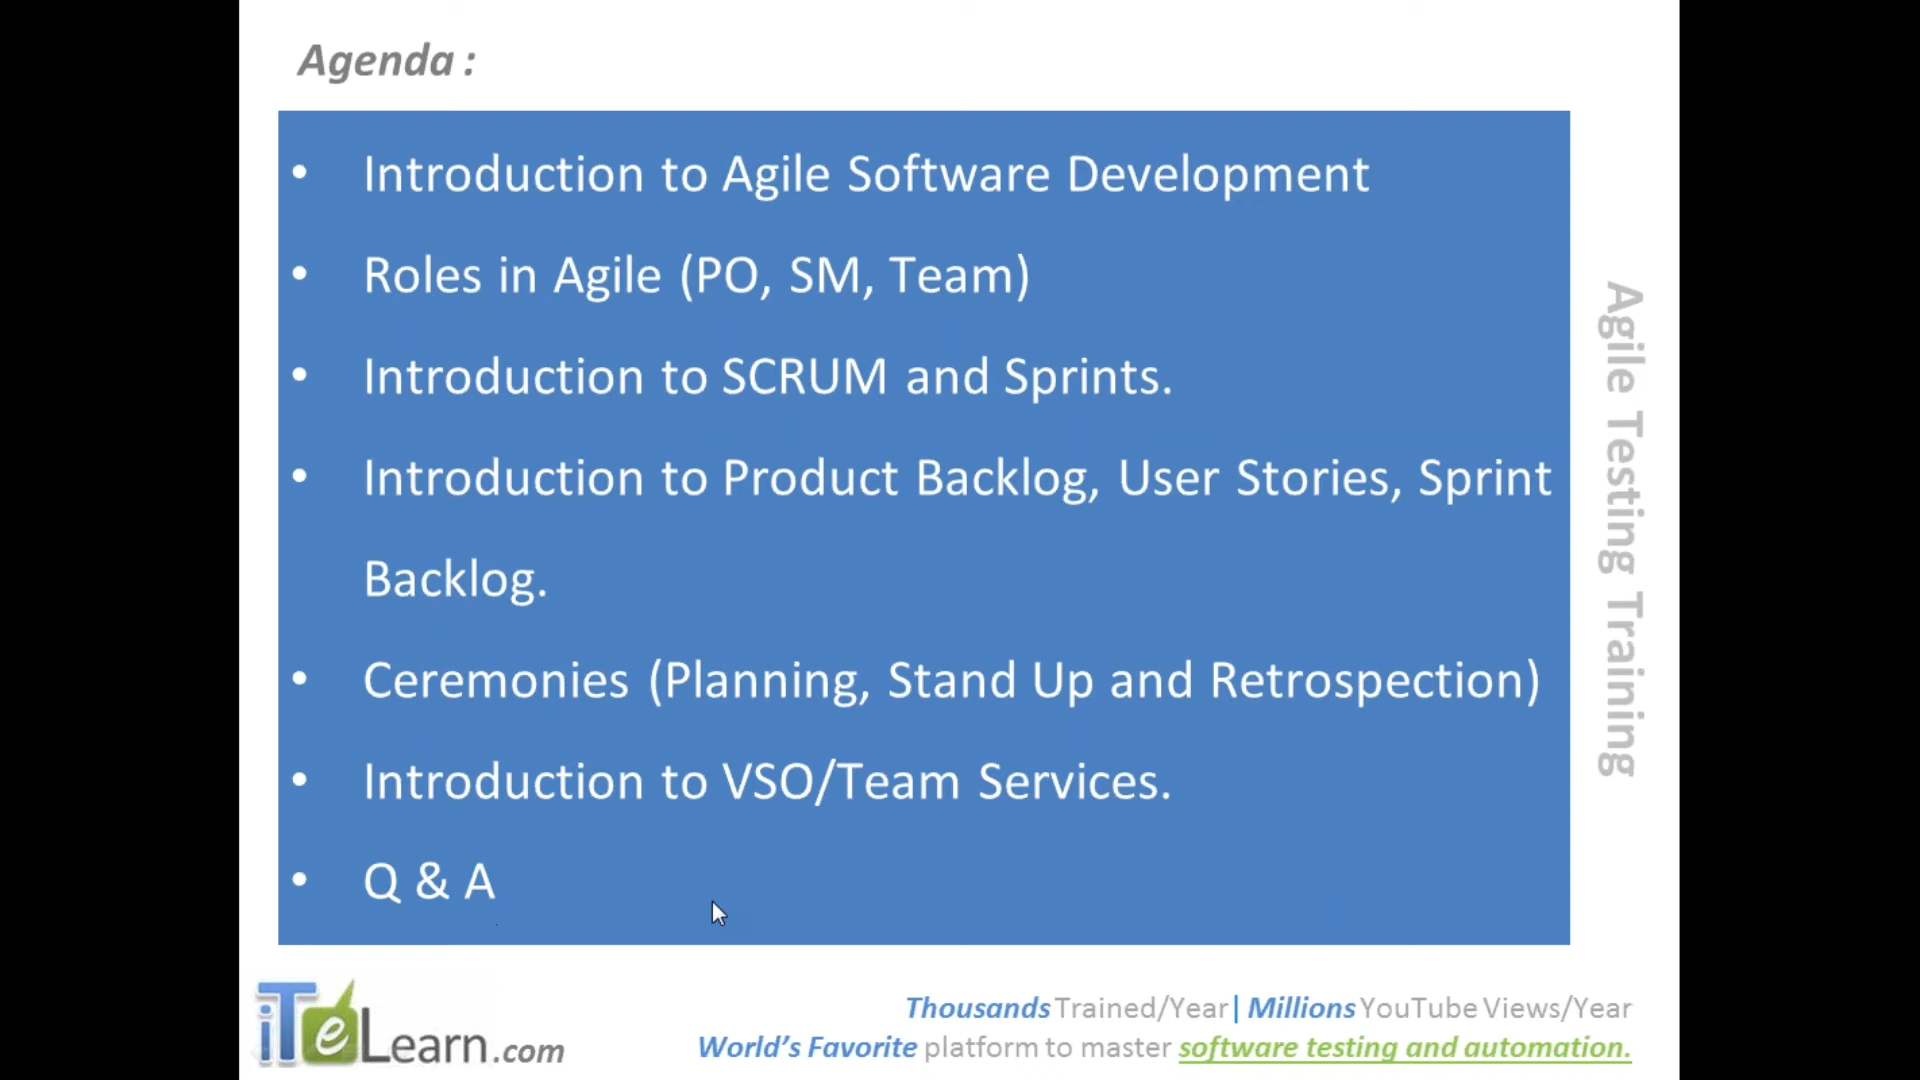 Agenda :
• Introduction to Agile Software Development
• Roles in Agile (PO, SM, Team)
• Introduction to SCRUM and Sprints.
• Introduction to Product Backlog, User Stories, Sprint
Backlog.
• Ceremonies (Planning, Stand Up and Retrospection)
• Introduction to VSO/Team Services.
• Q & A
Agile Testing Training
iTeLearn.com
Thousands Trained/Year | Millions YouTube Views/Year
World's Favorite platform to master software testing and automation.